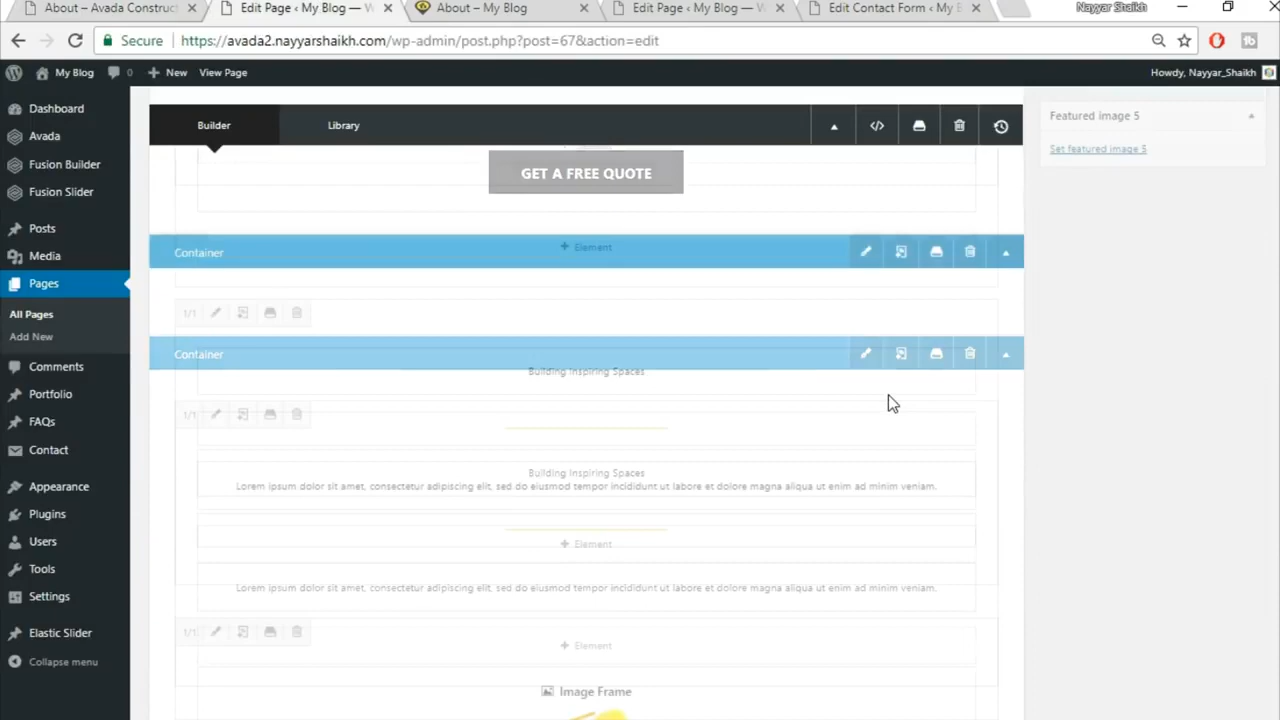 About – Avada Construct
Edit Page ‹ My Blog —
About – My Blog
Edit Page ‹ My Blog —
Edit Contact Form ‹ My B
Nayyar Shaikh
Secure
https://avada2.nayyarshaikh.com/wp-admin/post.php?post=67&action=edit
My Blog
0
New
View Page
Howdy, Nayyar_Shaikh
Dashboard
Avada
Fusion Builder
Fusion Slider
Posts
Media
Pages
All Pages
Add New
Comments
Portfolio
FAQs
Contact
Appearance
Plugins
Users
Tools
Settings
Elastic Slider
Collapse menu
Builder
Library
GET A FREE QUOTE
Container
+ Element
1/1
Container
Building Inspiring Spaces
1/1
Building Inspiring Spaces
Lorem ipsum dolor sit amet, consectetur adipiscing elit, sed do eiusmod tempor incididunt ut labore et dolore magna aliqua ut enim ad minim veniam.
+ Element
Lorem ipsum dolor sit amet, consectetur adipiscing elit, sed do eiusmod tempor incididunt ut labore et dolore magna aliqua ut enim ad minim veniam.
1/1
+ Element
Image Frame
Featured image 5
Set featured image 5